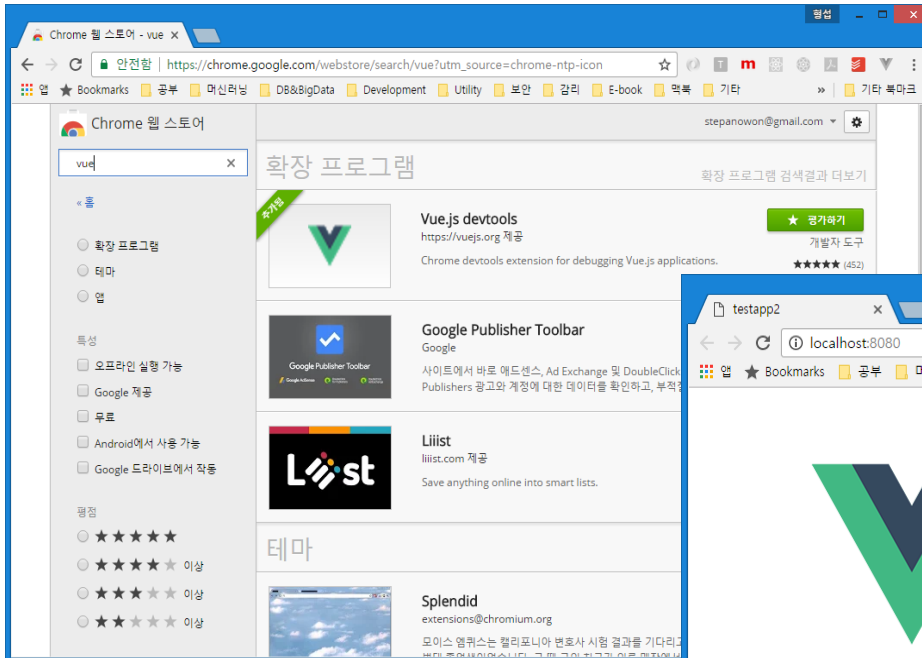 형섭
Chrome 웹 스토어 - vue
안전함 | https://chrome.google.com/webstore/search/vue?utm_source=chrome-ntp-icon
앱 Bookmarks 공부 머신러닝 DB&BigData Development Utility 보안 감리 E-book 맥북 기타 » 기타 북마크
Chrome 웹 스토어
stepanowon@gmail.com
vue
« 홈
확장 프로그램
테마
앱
특성
오프라인 실행 가능
Google 제공
무료
Android에서 사용 가능
Google 드라이브에서 작동
평점
이상
이상
이상
확장 프로그램
확장 프로그램 검색결과 더보기
추가됨
Vue.js devtools
https://vuejs.org 제공
Chrome devtools extension for debugging Vue.js applications.
평가하기
개발자 도구
(452)
Google Publisher Toolbar
Google Publisher Toolbar
Google
사이트에서 바로 애드센스, Ad Exchange 및 DoubleClick
Publishers 광고와 계정에 대한 데이터를 확인하고, 부적절
Liiist
Liiist
liiist.com 제공
Save anything online into smart lists.
테마
Splendid
extensions@chromium.org
모이스 앰퀴스는 캘리포니아 변호사 시험 결과를 기다리고
testapp2
localhost:8080
앱 Bookmarks 공부